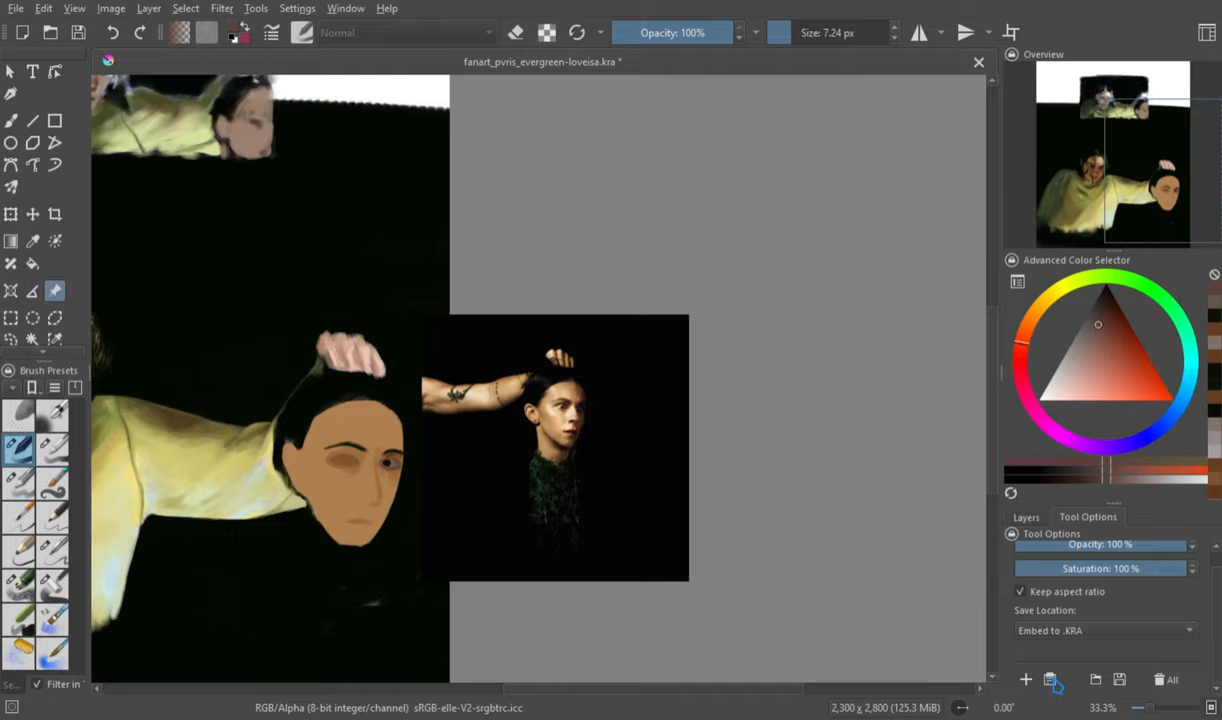 File Edit View Image Layer Select Filter Tools Settings Window Help
Normal
Opacity: 100%
Size: 7.24 px
fanart_pvris_evergreen-loveisa.kra *
Overview
Advanced Color Selector
Brush Presets
Layers Tool Options
Tool Options
Opacity: 100 %
Saturation: 100 %
Keep aspect ratio
Save Location:
Embed to .KRA
All
Se... Filter in
RGB/Alpha (8-bit integer/channel) sRGB-elle-V2-srgbtrc.icc 2,300 x 2,800 (125.3 MiB) 0.00° 33.3%